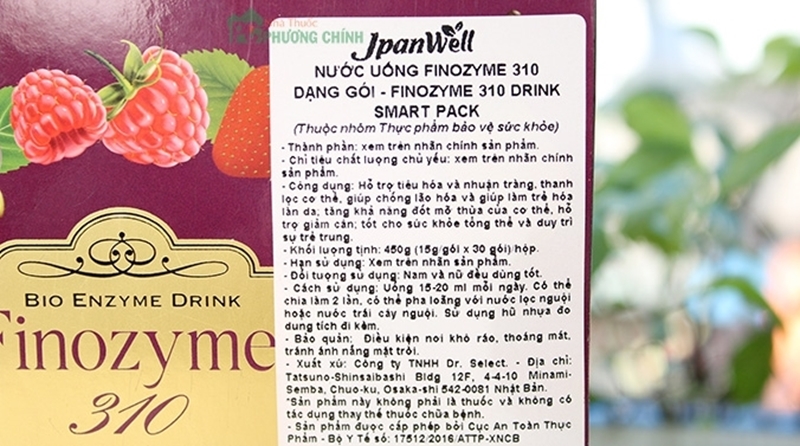 Nhà Thuốc
PHƯƠNG CHÍNH
JpanWell
NƯỚC UỐNG FINOZYME 310
DẠNG GÓI - FINOZYME 310 DRINK
SMART PACK
(Thuộc nhóm Thực phẩm bảo vệ sức khỏe)
- Thành phần: xem trên nhãn chính sản phẩm.
- Chỉ tiêu chất lượng chủ yếu: xem trên nhãn chính
sản phẩm.
- Công dụng: Hỗ trợ tiêu hóa và nhuận tràng, thanh
lọc cơ thể, giúp chống lão hóa và giúp làm trẻ hóa
làn da; tăng khả năng đốt mỡ thừa của cơ thể, hỗ
trợ giảm cân; tốt cho sức khỏe tổng thể và duy trì
sự trẻ trung.
- Khối lượng tịnh: 450g (15g/gói x 30 gói)/hộp.
- Hạn sử dụng: Xem trên nhãn sản phẩm.
- Đối tượng sử dụng: Nam và nữ đều dùng tốt.
- Cách sử dụng: Uống 15-20 ml mỗi ngày. Có thể
chia làm 2 lần, có thể pha loãng với nước lọc nguội
hoặc nước trái cây nguội. Sử dụng hũ nhựa đo
dung tích đi kèm.
- Bảo quản: Điều kiện nơi khô ráo, thoáng mát,
tránh ánh nắng mặt trời.
- Xuất xứ: Công ty TNHH Dr. Select. - Địa chỉ:
Tatsuno-Shinsaibashi Bldg 12F, 4-4-10 Minami-
Semba, Chuo-ku, Osaka-shi 542-0081 Nhật Bản.
*Sản phẩm này không phải là thuốc và không có
tác dụng thay thế thuốc chữa bệnh.
- Sản phẩm được cấp phép bởi Cục An Toàn Thực
Phẩm - Bộ Y Tế số: 17512/2016/ATTP-XNCB
BIO ENZYME DRINK
Finozyme
310